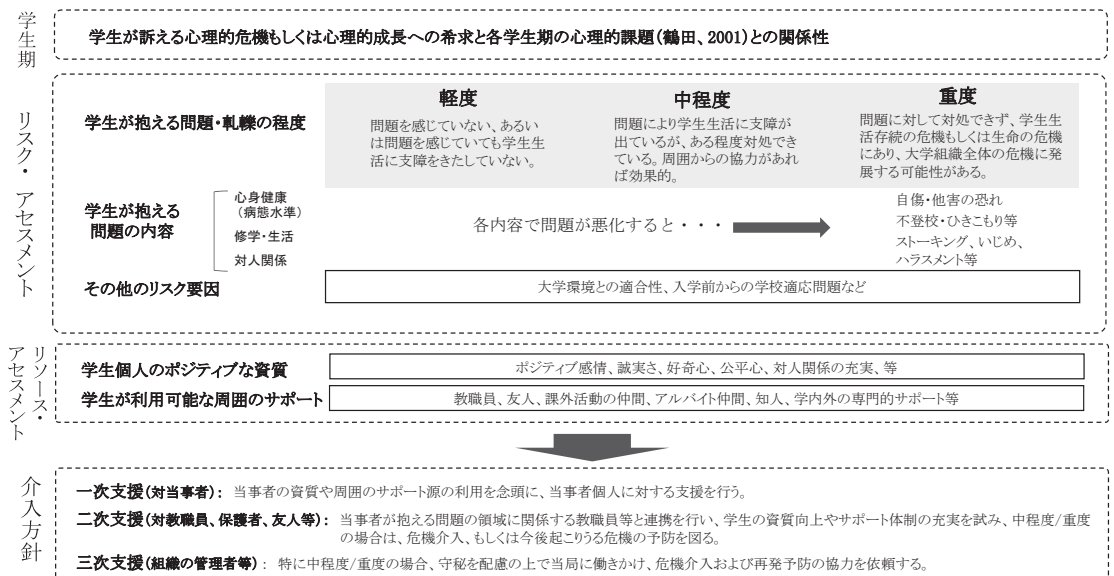 学生期
学生が訴える心理的危機もしくは心理的成長への希求と各学生期の心理的課題(鶴田、2001)との関係性
リスク・アセスメント
学生が抱える問題・軋轢の程度
軽度
問題を感じていない、あるい
は問題を感じていても学生生
活に支障をきたしていない。
中程度
問題により学生生活に支障が
出ているが、ある程度対処でき
ている。周囲からの協力があれ
ば効果的。
重度
問題に対して対処できず、学生生
活存続の危機もしくは生命の危機
にあり、大学組織全体の危機に発
展する可能性がある。
学生が抱える
問題の内容
心身健康
(病態水準)
修学・生活
対人関係
各内容で問題が悪化すると・・・
自傷・他害の恐れ
不登校・ひきこもり等
ストーキング、いじめ、
ハラスメント等
その他のリスク要因
大学環境との適合性、入学前からの学校適応問題など
リソース・
アセスメント
学生個人のポジティブな資質
ポジティブ感情、誠実さ、好奇心、公平心、対人関係の充実、等
学生が利用可能な周囲のサポート
教職員、友人、課外活動の仲間、アルバイト仲間、知人、学内外の専門的サポート等
介入方針
一次支援(対当事者): 当事者の資質や周囲のサポート源の利用を念頭に、当事者個人に対する支援を行う。
二次支援(対教職員、保護者、友人等): 当事者が抱える問題の領域に関係する教職員等と連携を行い、学生の資質向上やサポート体制の充実を試み、中程度/重度
の場合は、危機介入、もしくは今後起こりうる危機の予防を図る。
三次支援(組織の管理者等): 特に中程度/重度の場合、守秘を配慮の上で当局に働きかけ、危機介入および再発予防の協力を依頼する。